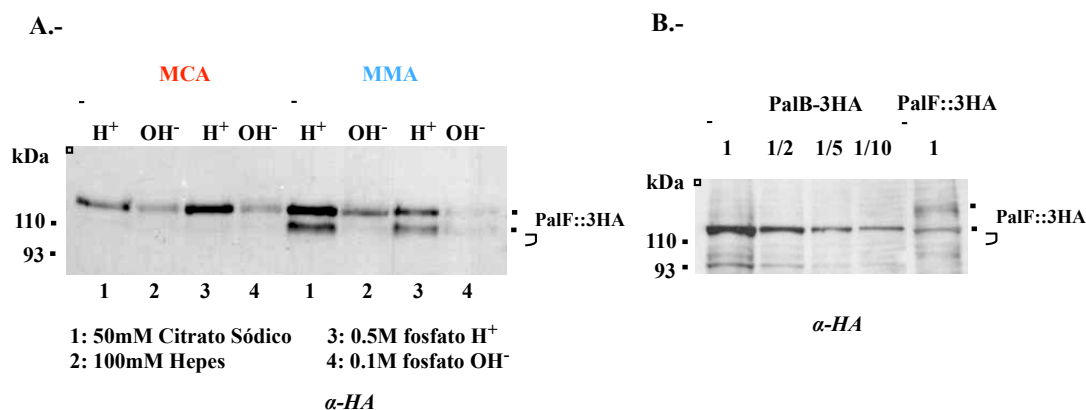 A.-
MCA MMA
- -
H⁺ OH⁻ H⁺ OH⁻ H⁺ OH⁻ H⁺ OH⁻
kDa
110
93
PalF::3HA
1 2 3 4 1 2 3 4
1: 50mM Citrato Sódico 3: 0.5M fosfato H⁺
2: 100mM Hepes 4: 0.1M fosfato OH⁻
α-HA
B.-
PalB-3HA PalF::3HA
- -
1 1/2 1/5 1/10 1
kDa
110
93
PalF::3HA
α-HA